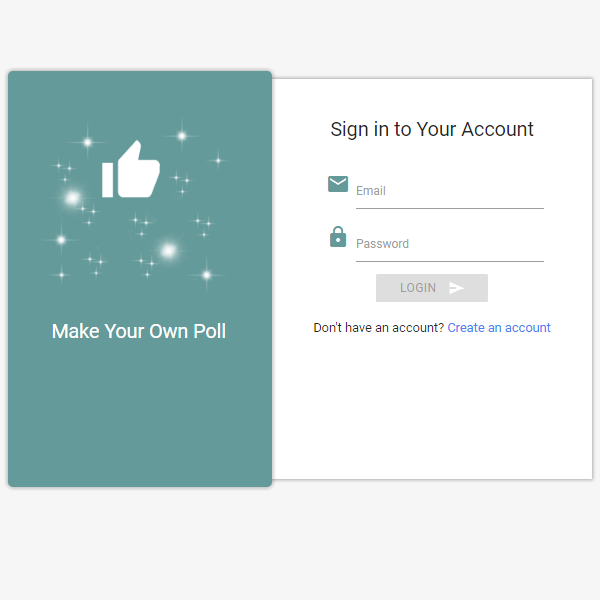 Make Your Own Poll
Sign in to Your Account
Email
Password
LOGIN
Don't have an account? Create an account